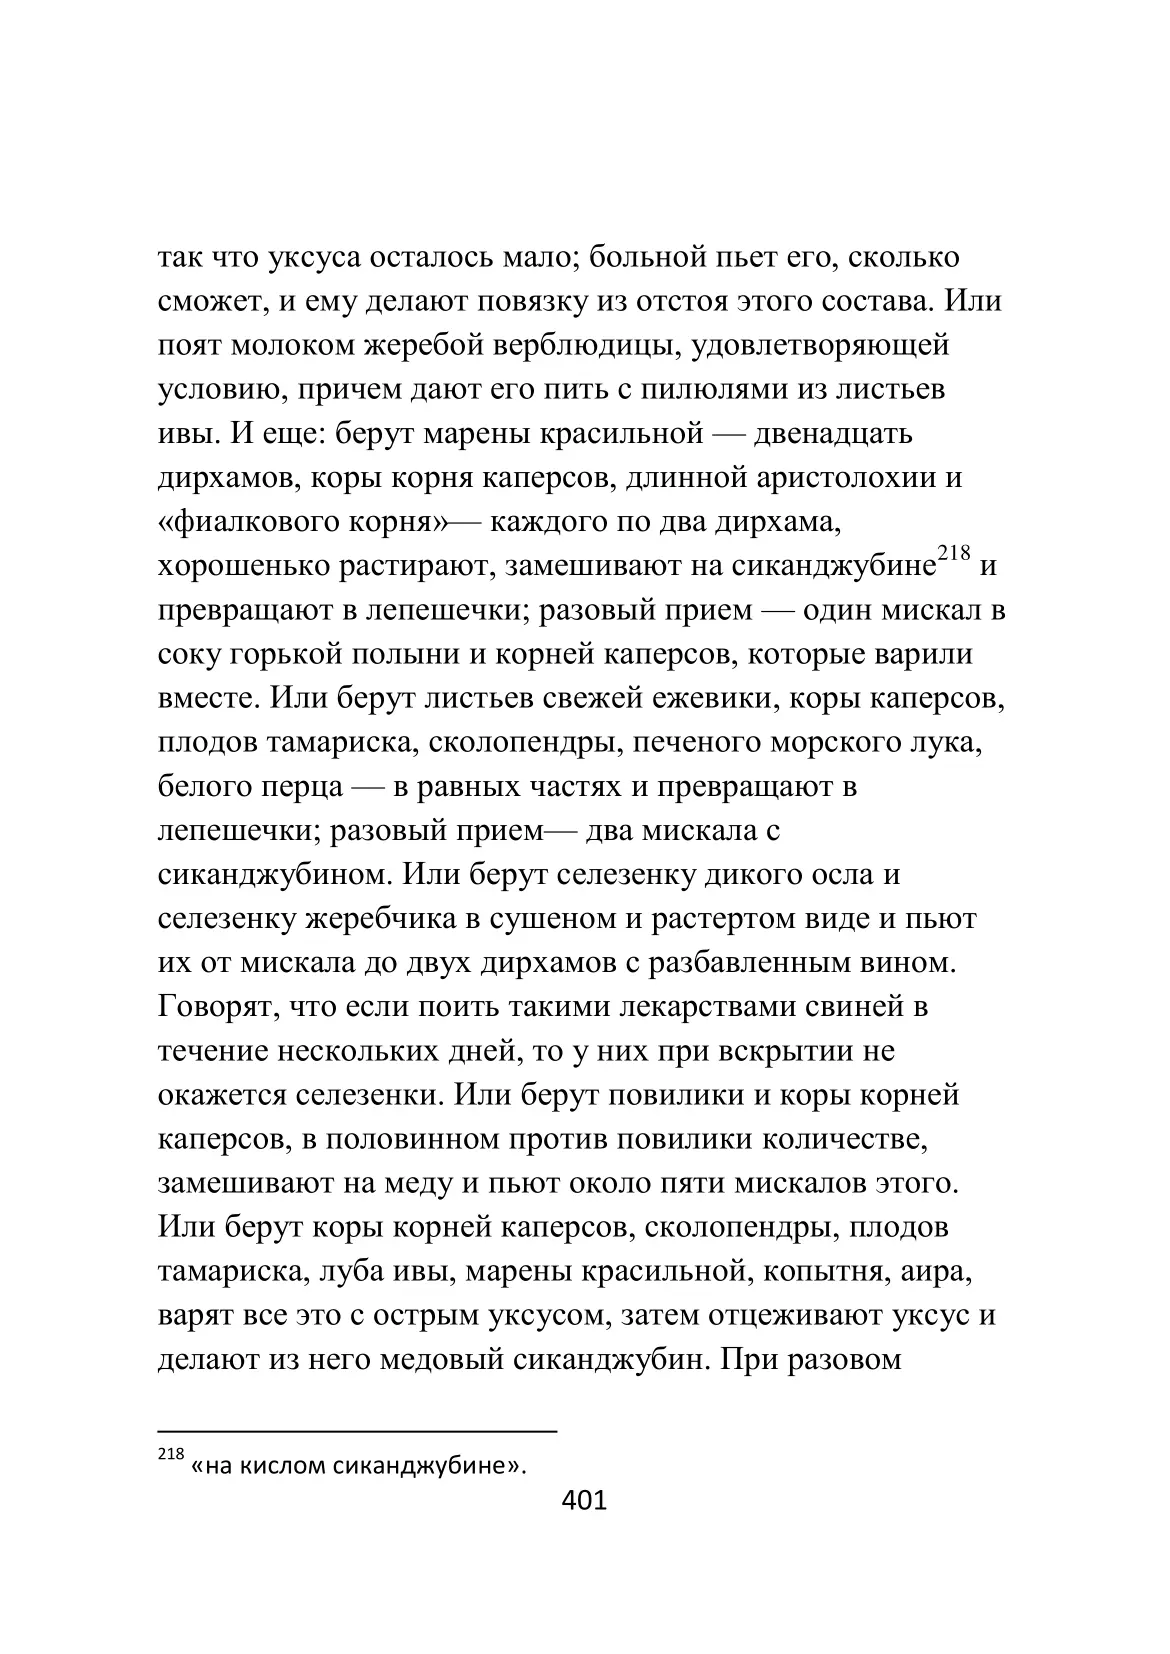 так что уксуса осталось мало; больной пьет его, сколько
сможет, и ему делают повязку из отстоя этого состава. Или
поят молоком жеребой верблюдицы, удовлетворяющей
условию, причем дают его пить с пилюлями из листьев
ивы. И еще: берут марены красильной — двенадцать
дирхамов, коры корня каперсов, длинной аристолохии и
«фиалкового корня»— каждого по два дирхама,
хорошенько растирают, замешивают на сиканджубине218 и
превращают в лепешечки; разовый прием — один мискал в
соку горькой полыни и корней каперсов, которые варили
вместе. Или берут листьев свежей ежевики, коры каперсов,
плодов тамариска, сколопендры, печеного морского лука,
белого перца — в равных частях и превращают в
лепешечки; разовый прием— два мискала с
сиканджубином. Или берут селезенку дикого осла и
селезенку жеребчика в сушеном и растертом виде и пьют
их от мискала до двух дирхамов с разбавленным вином.
Говорят, что если поить такими лекарствами свиней в
течение нескольких дней, то у них при вскрытии не
окажется селезенки. Или берут повилики и коры корней
каперсов, в половинном против повилики количестве,
замешивают на меду и пьют около пяти мискалов этого.
Или берут коры корней каперсов, сколопендры, плодов
тамариска, луба ивы, марены красильной, копытня, аира,
варят все это с острым уксусом, затем отцеживают уксус и
делают из него медовый сиканджубин. При разовом
218 «на кислом сиканджубине».
401